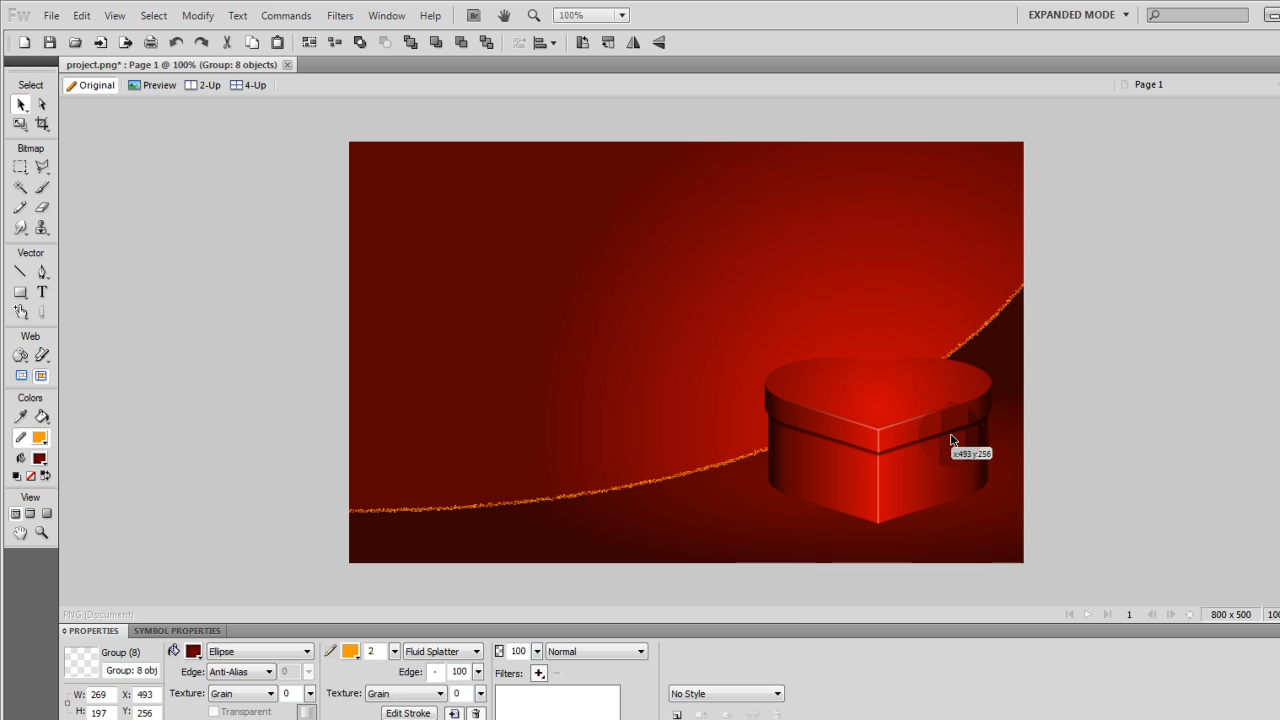 Fw File Edit View Select Modify Text Commands Filters Window Help Br 100% EXPANDED MODE
project.png* : Page 1 @ 100% (Group: 8 objects)
Select Original Preview 2-Up 4-Up Page 1
Bitmap
Vector
T
Web
Colors
View
x:493 y:256
PNG (Document) 1 800 x 500 100
PROPERTIES SYMBOL PROPERTIES
Group (8) Ellipse 2 Fluid Splatter 100 Normal
Group: 8 obj Edge: Anti-Alias 0 Edge: 100 Filters:
W: 269 X: 493 Texture: Grain 0 Texture: Grain 0 No Style
H: 197 Y: 256 Transparent Edit Stroke